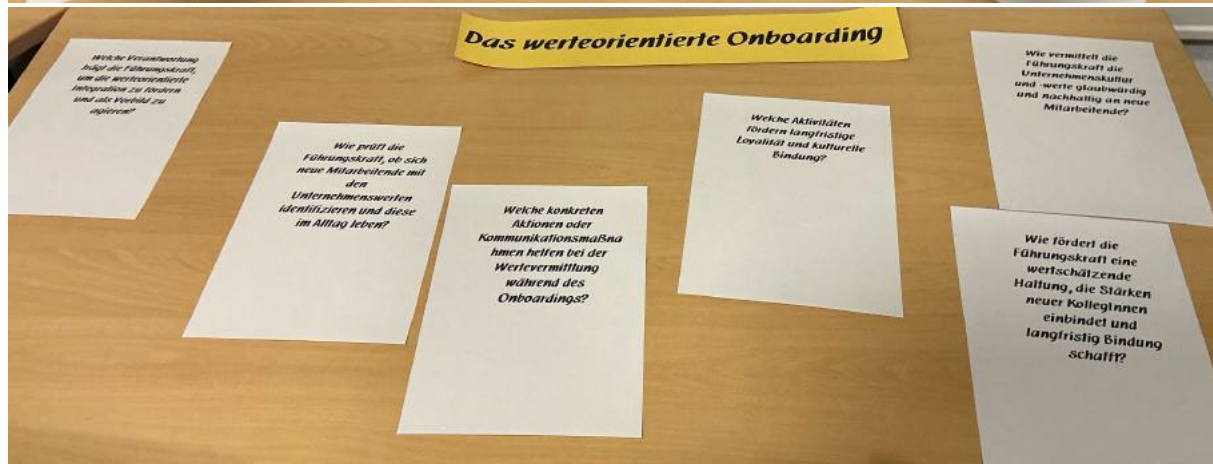 Das werteorientierte Onboarding
Welche Verantwortung
trägt die Führungskraft,
um die werteorientierte
Integration zu fördern
und als Vorbild zu
agieren?
Wie prüft die
Führungskraft, ob sich
neue Mitarbeitende mit
den
Unternehmenswerten
identifizieren und diese
im Alltag leben?
Welche konkreten
Aktionen oder
Kommunikationsmaßna
hmen helfen bei der
Wertevermittlung
während des
Onboardings?
Welche Aktivitäten
fördern langfristige
Loyalität und kulturelle
Bindung?
Wie vermittelt die
Führungskraft die
Unternehmenskultur
und -werte glaubwürdig
und nachhaltig an neue
Mitarbeitende?
Wie fördert die
Führungskraft eine
wertschätzende
Haltung, die Stärken
neuer KollegInnen
einbindet und
langfristig Bindung
schafft?